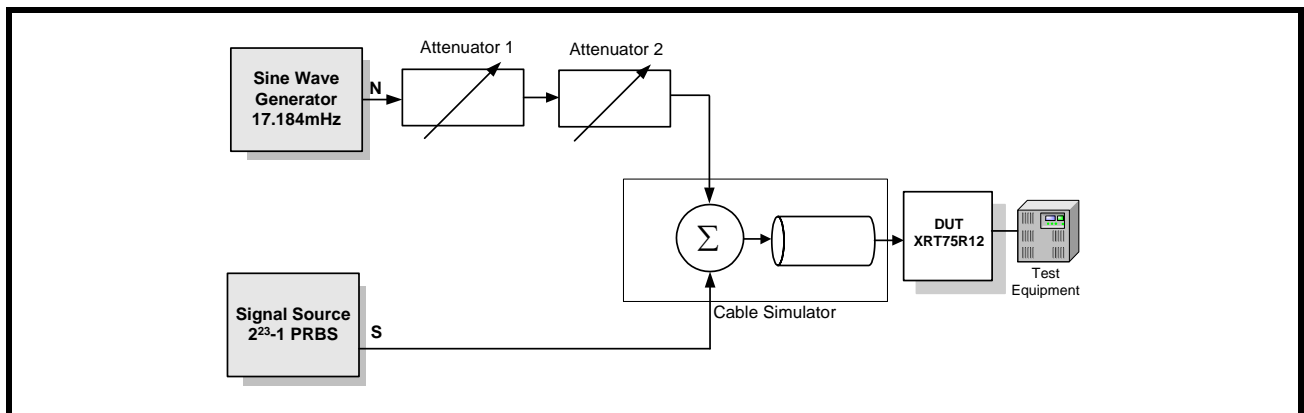 Attenuator 1
Attenuator 2
Sine Wave
Generator
17.184mHz
N
DUT
XRT75R12
Σ
Test
Equipment
Cable Simulator
Signal Source
2²³-1 PRBS
S